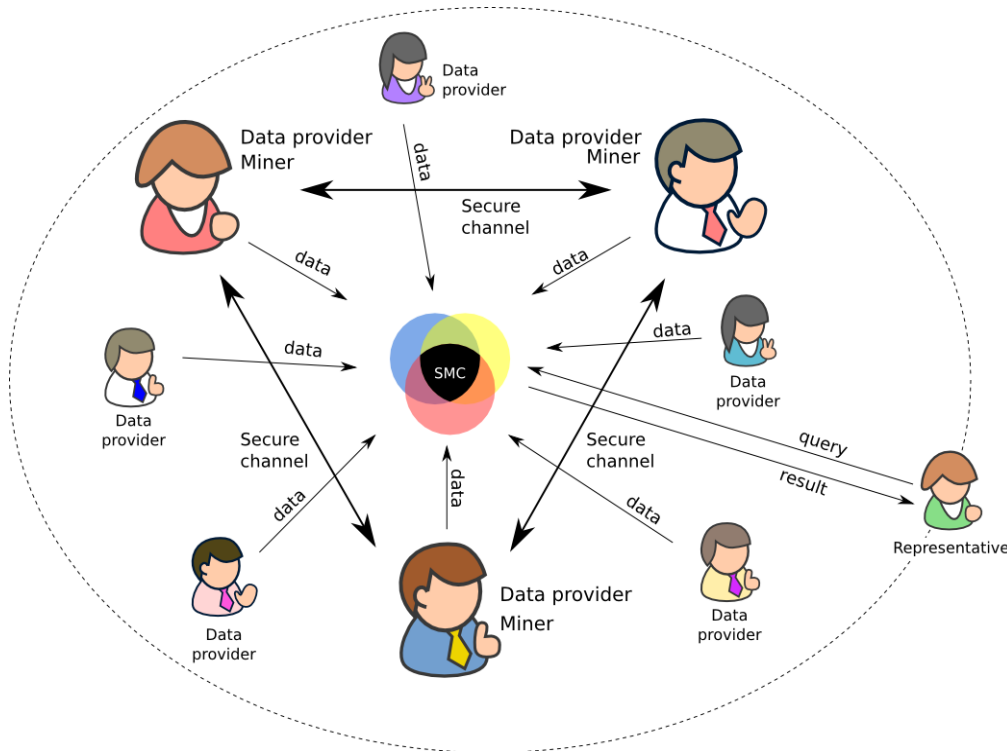 Data
provider
Data provider
Miner
Data provider
Miner
data
Secure
channel
data
data
data
data
SMC
Data
provider
Data
provider
Secure
channel
Secure
channel
query
result
data
data
data
Representative
Data provider
Miner
Data
provider
Data
provider